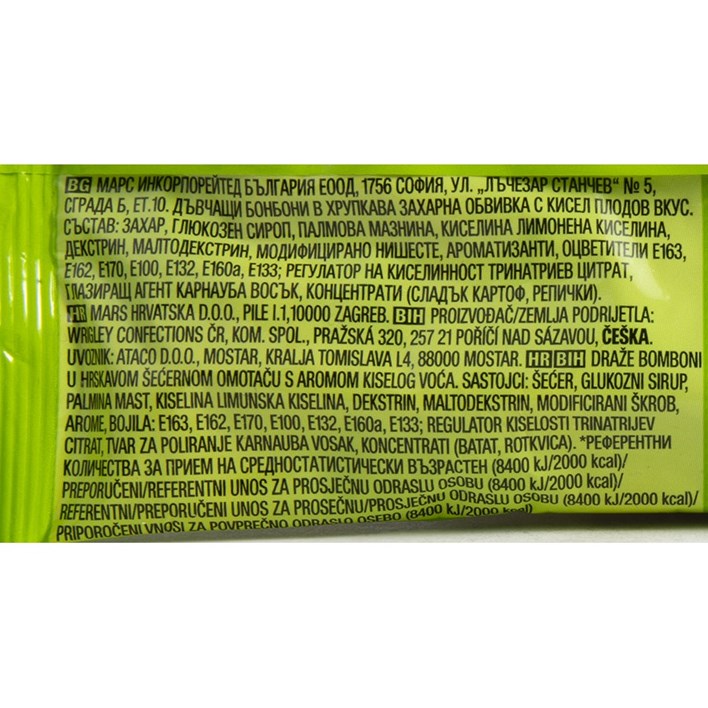 BG МАРС ИНКОРПОРЕЙТЕД БЪЛГАРИЯ ЕООД, 1756 СОФИЯ, УЛ. „ЛЪЧЕЗАР СТАНЧЕВ“ № 5,
СГРАДА Б, ЕТ.10. ДЪВЧАЩИ БОНБОНИ В ХРУПКАВА ЗАХАРНА ОБВИВКА С КИСЕЛ ПЛОДОВ ВКУС.
СЪСТАВ: ЗАХАР, ГЛЮКОЗЕН СИРОП, ПАЛМОВА МАЗНИНА, КИСЕЛИНА ЛИМОНЕНА КИСЕЛИНА,
ДЕКСТРИН, МАЛТОДЕКСТРИН, МОДИФИЦИРАНО НИШЕСТЕ, АРОМАТИЗАНТИ, ОЦВЕТИТЕЛИ E163,
E162, E170, E100, E132, E160a, E133; РЕГУЛАТОР НА КИСЕЛИННОСТ ТРИНАТРИЕВ ЦИТРАТ,
ГЛАЗИРАЩ АГЕНТ КАРНАУБА ВОСЪК, КОНЦЕНТРАТИ (СЛАДЪК КАРТОФ, РЕПИЧКИ).
HR MARS HRVATSKA D.O.O., PILE I.1,10000 ZAGREB. BIH PROIZVOĐAČ/ZEMLJA PODRIJETLA:
WRIGLEY CONFECTIONS ČR, KOM. SPOL., PRAŽSKÁ 320, 257 21 POŘÍČÍ NAD SÁZAVOU, ČEŠKA.
UVOZNIK: ATACO D.O.O., MOSTAR, KRALJA TOMISLAVA L4, 88000 MOSTAR. HR BIH DRAŽE BOMBONI
U HRSKAVOM ŠEĆERNOM OMOTAČU S AROMOM KISELOG VOĆA. SASTOJCI: ŠEĆER, GLUKOZNI SIRUP,
PALMINA MAST, KISELINA LIMUNSKA KISELINA, DEKSTRIN, MALTODEKSTRIN, MODIFICIRANI ŠKROB,
AROME, BOJILA: E163, E162, E170, E100, E132, E160a, E133; REGULATOR KISELOSTI TRINATRIJEV
CITRAT, TVAR ZA POLIRANJE KARNAUBA VOSAK, KONCENTRATI (BATAT, ROTKVICA). *РЕФЕРЕНТНИ
КОЛИЧЕСТВА ЗА ПРИЕМ НА СРЕДНОСТАТИСТИЧЕСКИ ВЪЗРАСТЕН (8400 kJ/2000 kcal)/
PREPORUČENI/REFERENTNI UNOS ZA PROSJEČNU ODRASLU OSOBU (8400 kJ/2000 kcal)/
REFERENTNI/PREPORUČENI UNOS ZA PROSEČNU/PROSJEČNU ODRASLU OSOBU (8400 kJ/2000 kcal)/
PRIPOROČENI VNOSI ZA POVPREČNO ODRASLO OSEBO (8400 kJ/2000 kcal)